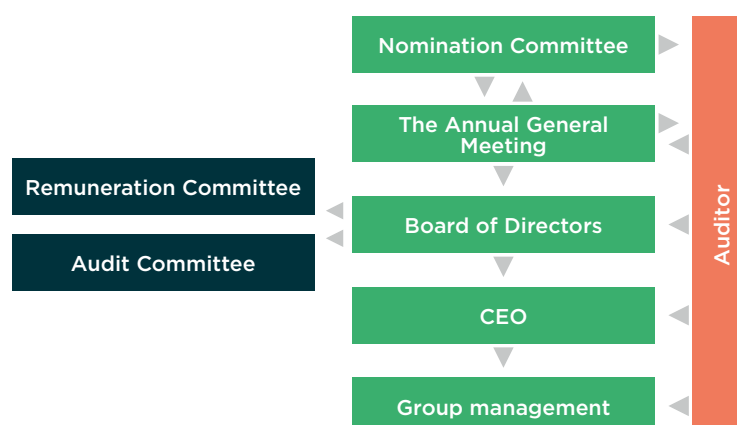 Nomination Committee
The Annual General
Meeting
Remuneration Committee
Board of Directors
Audit Committee
CEO
Group management
Auditor